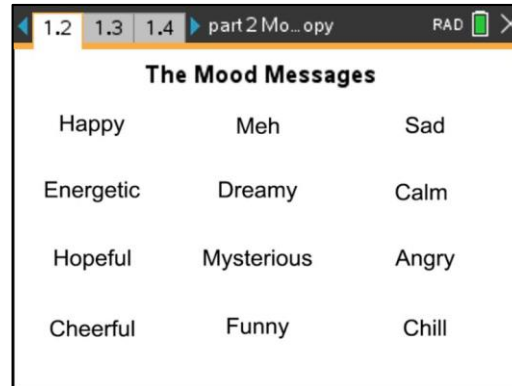 1.2 1.3 1.4 part 2 Mo...opy RAD
The Mood Messages
Happy Meh Sad
Energetic Dreamy Calm
Hopeful Mysterious Angry
Cheerful Funny Chill